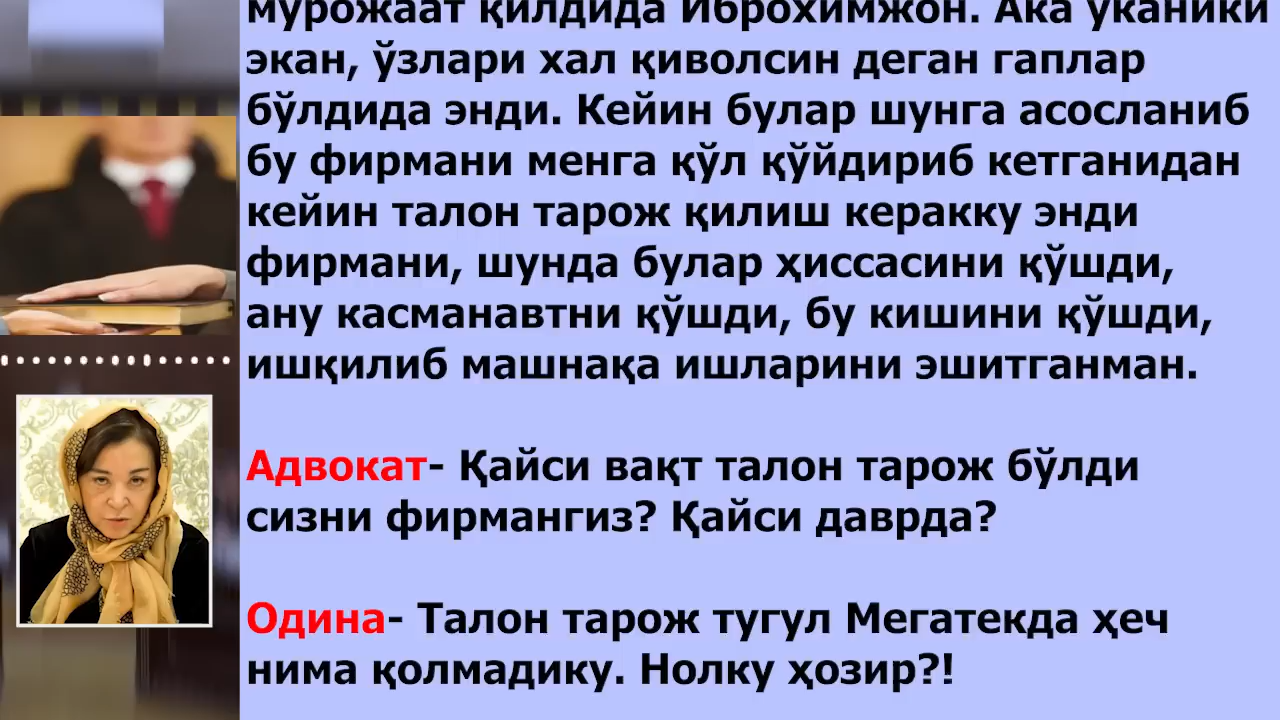 мурожаат қилдида Иброхимжон. Ака уканики
экан, ўзлари хал қиволсин деган гаплар
бўлдида энди. Кейин булар шунга асосланиб
бу фирмани менга қўл қўйдириб кетганидан
кейин талон тарож қилиш керакку энди
фирмани, шунда булар ҳиссасини қўшди,
ану касманавтни қўшди, бу кишини қўшди,
ишқилиб машнақа ишларини эшитганман.
Адвокат- Қайси вақт талон тарож бўлди
сизни фирмангиз? Қайси даврда?
Одина- Талон тарож тугул Мегатекда ҳеч
нима қолмадику. Нолку ҳозир?!